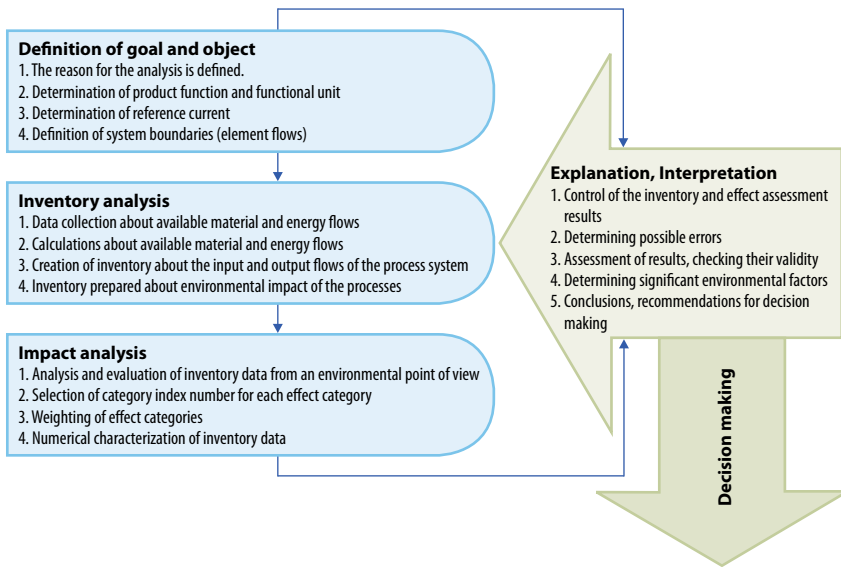 Definition of goal and object
1. The reason for the analysis is defined.
2. Determination of product function and functional unit
3. Determination of reference current
4. Definition of system boundaries (element flows)
Inventory analysis
1. Data collection about available material and energy flows
2. Calculations about available material and energy flows
3. Creation of inventory about the input and output flows of the process system
4. Inventory prepared about environmental impact of the processes
Impact analysis
1. Analysis and evaluation of inventory data from an environmental point of view
2. Selection of category index number for each effect category
3. Weighting of effect categories
4. Numerical characterization of inventory data
Explanation, Interpretation
1. Control of the inventory and effect assessment
results
2. Determining possible errors
3. Assessment of results, checking their validity
4. Determining significant environmental factors
5. Conclusions, recommendations for decision
making
Decision making